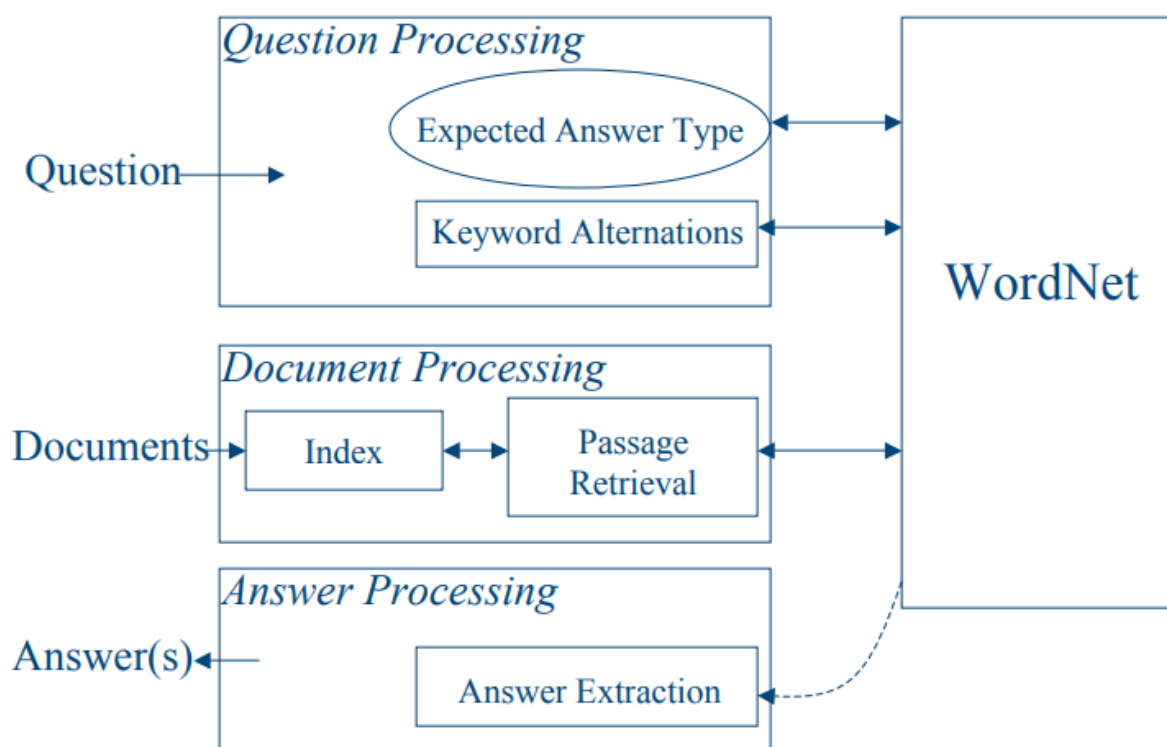 Question Processing
Expected Answer Type
Question
Keyword Alternations
WordNet
Document Processing
Documents
Index
Passage
Retrieval
Answer Processing
Answer(s)
Answer Extraction